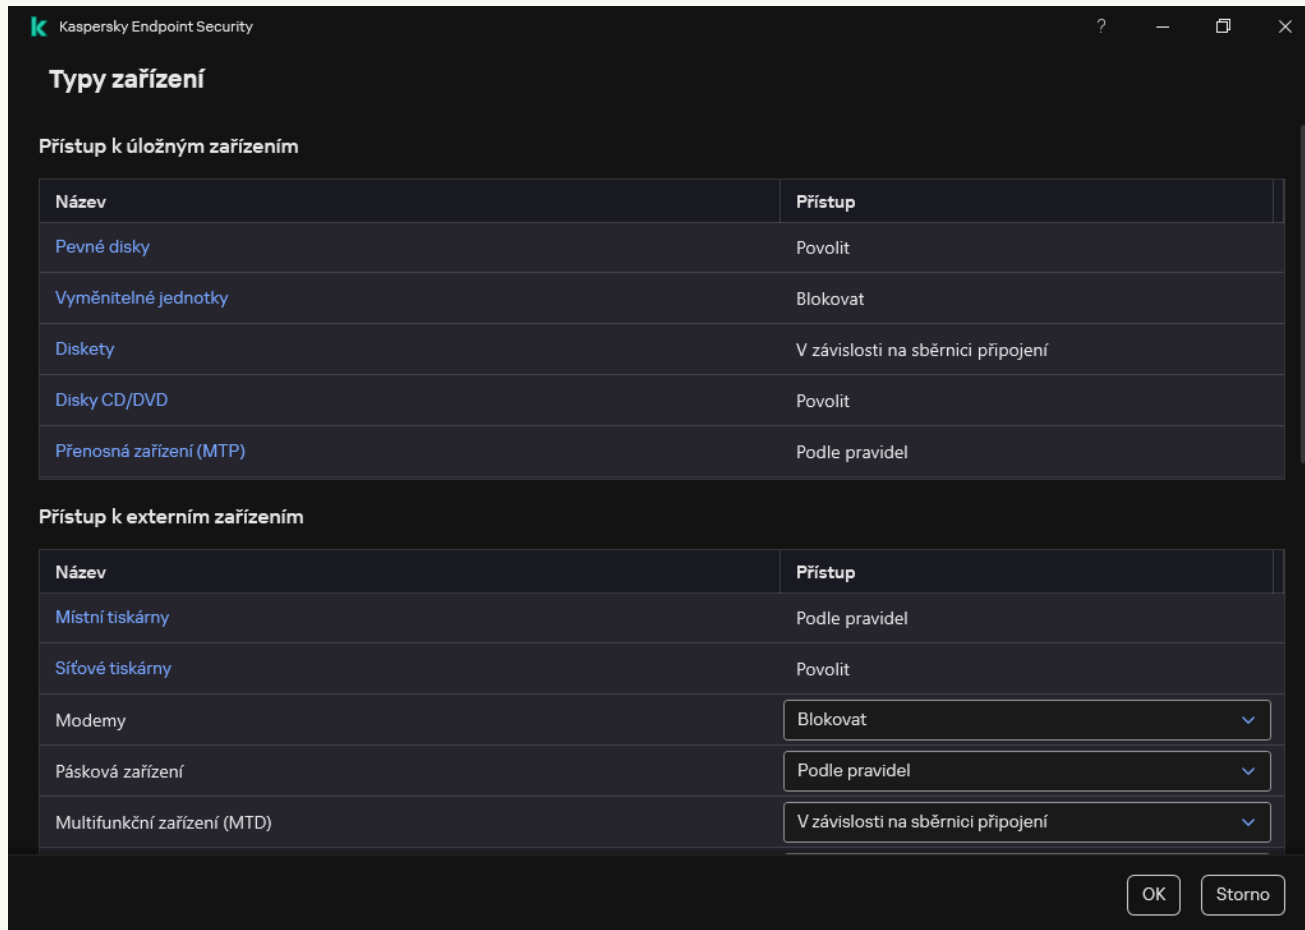 Kaspersky Endpoint Security
Typy zařízení
Přístup k úložným zařízením
Název Přístup
Pevné disky Povolit
Vyměnitelné jednotky Blokovat
Diskety V závislosti na sběrnici připojení
Disky CD/DVD Povolit
Přenosná zařízení (MTP) Podle pravidel
Přístup k externím zařízením
Název Přístup
Místní tiskárny Podle pravidel
Síťové tiskárny Povolit
Modemy Blokovat
Pásková zařízení Podle pravidel
Multifunkční zařízení (MTD) V závislosti na sběrnici připojení
OK Storno